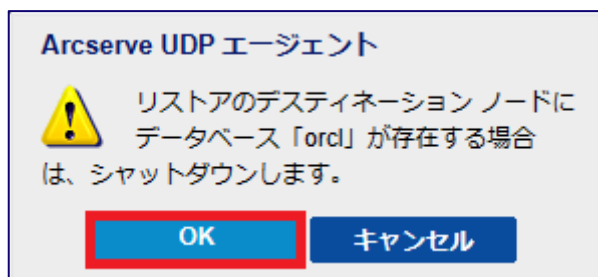 Arcserve UDP エージェント
リストアのデスティネーション ノードに
データベース「orcl」が存在する場合
は、シャットダウンします。
OK キャンセル